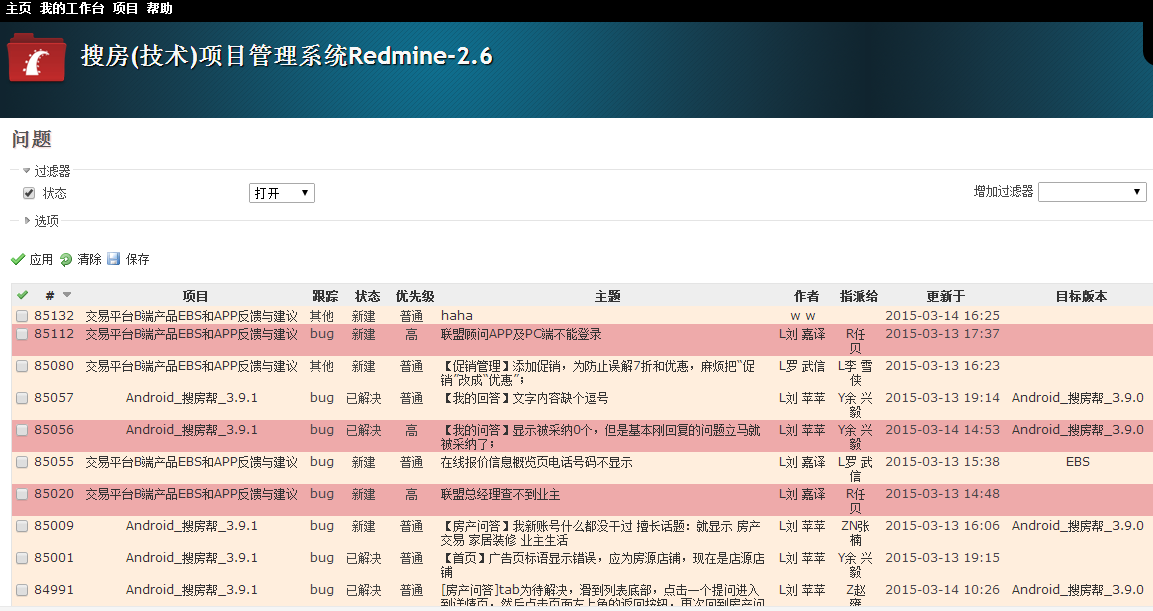 主页 我的工作台 项目 帮助
搜房(技术)项目管理系统Redmine-2.6
问题
过滤器
状态 打开 增加过滤器
选项
应用 清除 保存
# 项目 跟踪 状态 优先级 主题 作者 指派给 更新于 目标版本
85132 交易平台B端产品EBS和APP反馈与建议 其他 新建 普通 haha w w 2015-03-14 16:25
85112 交易平台B端产品EBS和APP反馈与建议 bug 新建 高 联盟顾问APP及PC端不能登录 L刘 嘉译 R任 2015-03-13 17:37
贝
85080 交易平台B端产品EBS和APP反馈与建议 其他 新建 普通 【促销管理】添加促销，为防止误解7折和优惠，麻烦把“促 L罗 武信 L李 雪 2015-03-13 16:23
销”改成“优惠”； 侠
85057 Android_搜房帮_3.9.1 bug 已解决 普通 【我的回答】文字内容缺个逗号 L刘 苹苹 Y余 兴 2015-03-13 19:14 Android_搜房帮_3.9.0
毅
85056 Android_搜房帮_3.9.1 bug 已解决 高 【我的问答】显示被采纳0个，但是基本刚回复的问题立马就 L刘 苹苹 Y余 兴 2015-03-14 14:53 Android_搜房帮_3.9.0
被采纳了； 毅
85055 交易平台B端产品EBS和APP反馈与建议 bug 新建 普通 在线报价信息概览页电话号码不显示 L刘 嘉译 L罗 武 2015-03-13 15:38 EBS
信
85020 交易平台B端产品EBS和APP反馈与建议 bug 新建 高 联盟总经理查不到业主 L刘 嘉译 R任 2015-03-13 14:48
贝
85009 Android_搜房帮_3.9.1 bug 新建 普通 【房产问答】我新账号什么都没干过 擅长话题：就显示 房产 L刘 苹苹 ZN张 2015-03-13 16:06 Android_搜房帮_3.9.0
交易 家居装修 业主生活 楠
85001 Android_搜房帮_3.9.1 bug 已解决 普通 【首页】广告页标语显示错误，应为房源店铺，现在是店源店 L刘 苹苹 Y余 兴 2015-03-13 19:15
铺 毅
84991 Android_搜房帮_3.9.1 bug 已解决 普通 [房产问答]tab为待解决，滑到列表底部，点击一个提问进入 L刘 苹苹 Z赵 2015-03-14 10:26 Android_搜房帮_3.9.0
到详情页，然后点击页面左上角的返回按钮，再次回到房产问 雍